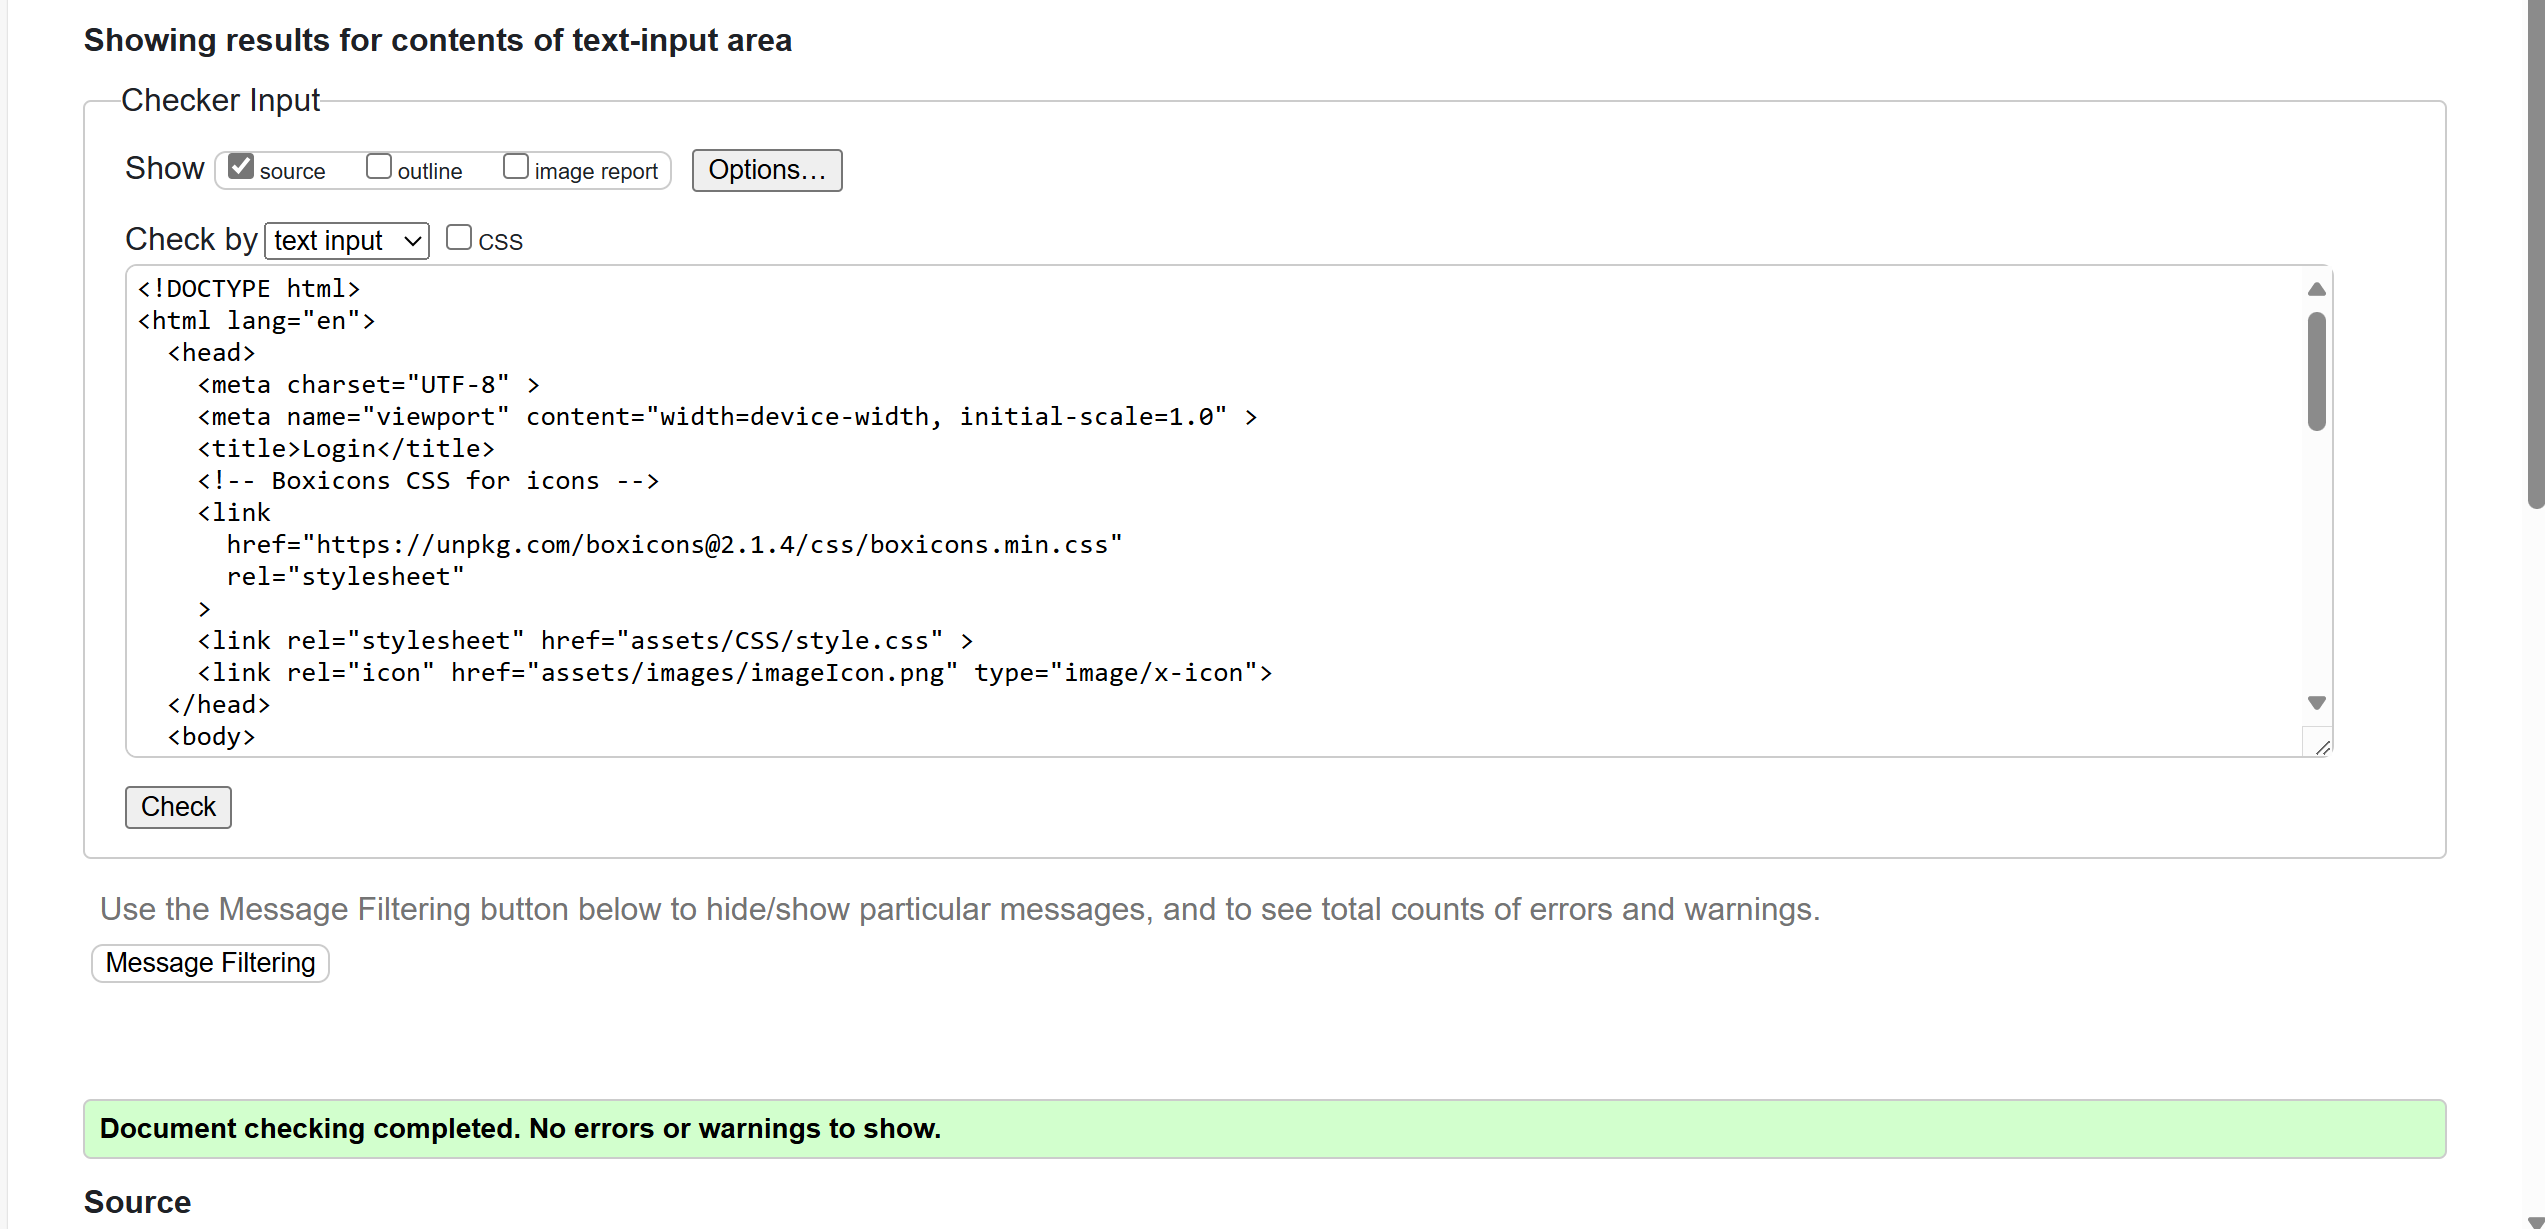 Showing results for contents of text-input area
Checker Input
Show source outline image report Options...
Check by text input CSS
<!DOCTYPE html>
<html lang="en">
  <head>
    <meta charset="UTF-8" >
    <meta name="viewport" content="width=device-width, initial-scale=1.0" >
    <title>Login</title>
    <!-- Boxicons CSS for icons -->
    <link
      href="https://unpkg.com/boxicons@2.1.4/css/boxicons.min.css"
      rel="stylesheet"
    >
    <link rel="stylesheet" href="assets/CSS/style.css" >
    <link rel="icon" href="assets/images/imageIcon.png" type="image/x-icon">
  </head>
  <body>
Check
Use the Message Filtering button below to hide/show particular messages, and to see total counts of errors and warnings.
Message Filtering
Document checking completed. No errors or warnings to show.
Source